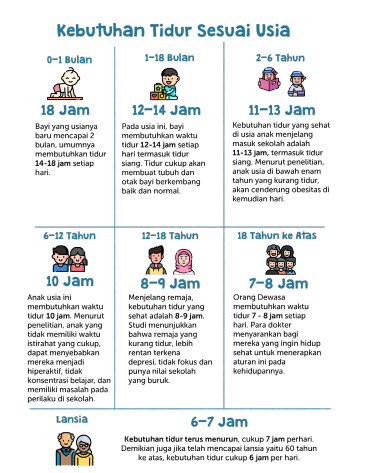 Kebutuhan Tidur Sesuai Usia
0-1 Bulan
18 Jam
Bayi yang usianya
baru mencapai 2
bulan, umumnya
membutuhkan tidur
14-18 jam setiap
hari.
1-18 Bulan
12-14 Jam
Pada usia ini, bayi
membutuhkan waktu
tidur 12-14 jam setiap
hari termasuk tidur
siang. Tidur cukup akan
membuat tubuh dan
otak bayi berkembang
baik dan normal.
2-6 Tahun
11-13 Jam
Kebutuhan tidur yang sehat
di usia anak menjelang
masuk sekolah adalah
11-13 jam, termasuk tidur
siang. Menurut penelitian,
anak usia di bawah enam
tahun yang kurang tidur,
akan cenderung obesitas di
kemudian hari.
6-12 Tahun
10 Jam
Anak usia ini
membutuhkan waktu
tidur 10 jam. Menurut
penelitian, anak yang
tidak memiliki waktu
istirahat yang cukup,
dapat menyebabkan
mereka menjadi
hiperaktif, tidak
konsentrasi belajar, dan
memiliki masalah pada
perilaku di sekolah.
12-18 Tahun
8-9 Jam
Menjelang remaja,
kebutuhan tidur yang
sehat adalah 8-9 jam.
Studi menunjukkan
bahwa remaja yang
kurang tidur, lebih
rentan terkena
depresi, tidak fokus dan
punya nilai sekolah
yang buruk.
18 Tahun ke Atas
7-8 Jam
Orang Dewasa
membutuhkan waktu
tidur 7 - 8 jam setiap
hari. Para dokter
menyarankan bagi
mereka yang ingin hidup
sehat untuk menerapkan
aturan ini pada
kehidupannya.
Lansia
6-7 Jam
Kebutuhan tidur terus menurun, cukup 7 jam perhari.
Demikian juga jika telah mencapai lansia yaitu 60 tahun
ke atas, kebutuhan tidur cukup 6 jam per hari.